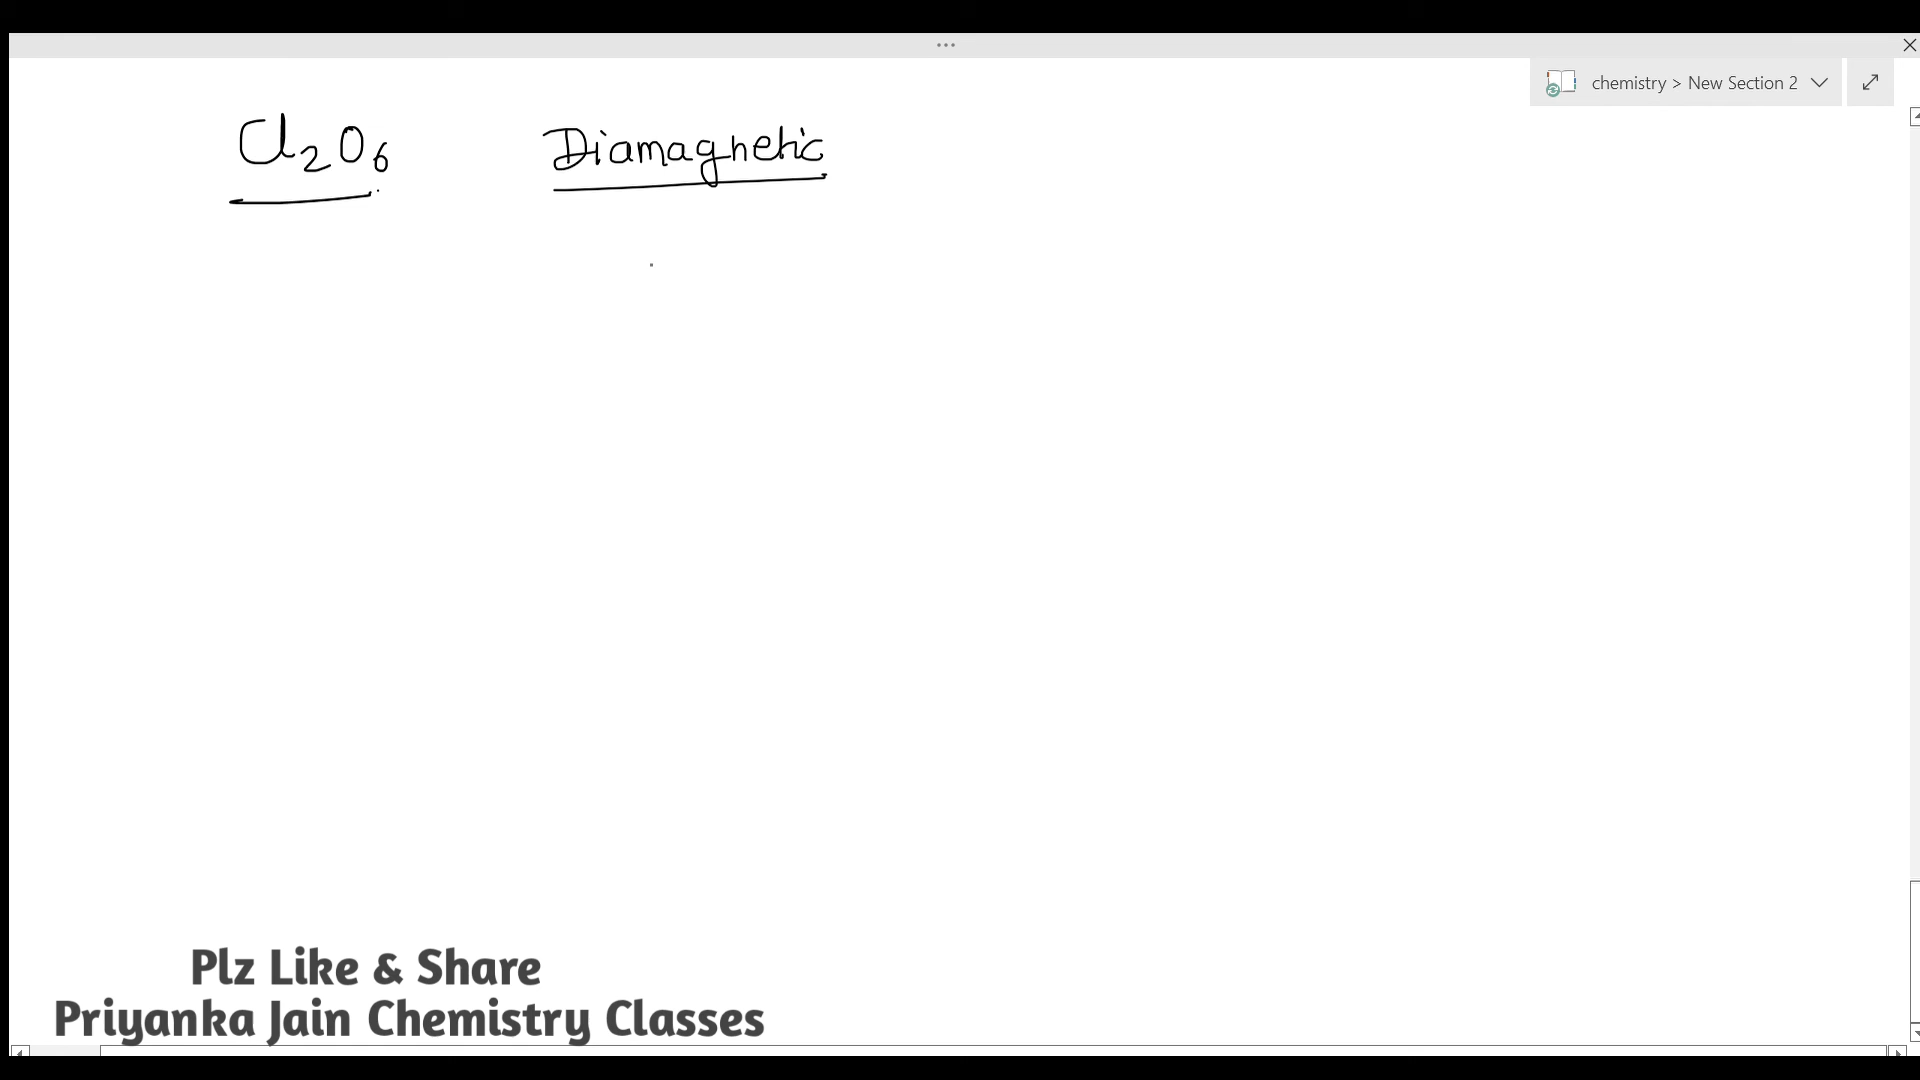 chemistry > New Section 2
Cl₂O₆ Diamagnetic
Plz Like & Share
Priyanka Jain Chemistry Classes